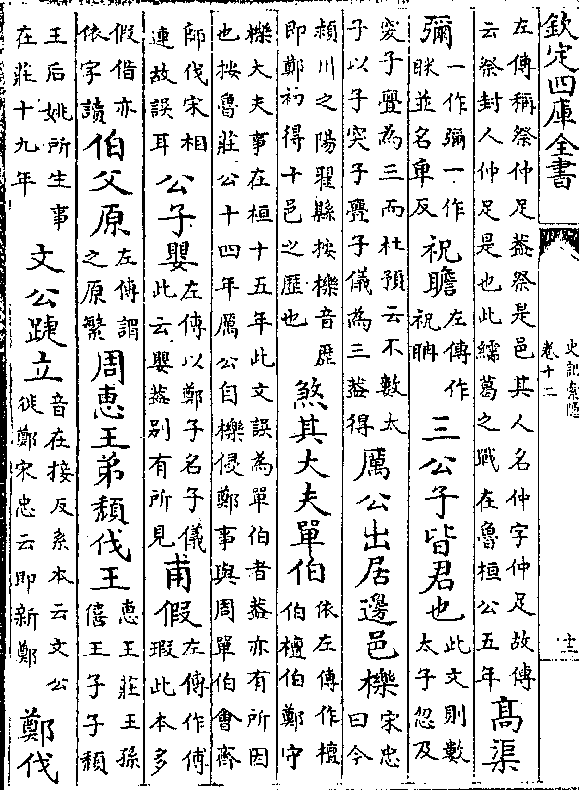 欽定四庫全書
史記索隱
卷十二
十三
左傳稱祭仲足蓋祭是邑其人名仲字仲足故傳
云祭封人仲足是也此繻葛之戰在魯桓公五年
高渠
彌
一作彌一作
眯並名卑反
祝瞻
左傳作
祝聃
三公子皆君也
此文則數
太子忽及
突子亹為三而杜預云不數太
子以子突子亹子儀為三蓋得
厲公出居邊邑櫟
宋忠
曰今
潁川之陽翟縣按櫟音歷
即鄭初得十邑之歷也
煞其大夫單伯
依左傳作檀
伯檀伯鄭守
櫟大夫事在桓十五年此文誤為單伯者蓋亦有所因
也按魯莊公十四年厲公自櫟侵鄭事與周單伯會齊
師伐宋相
連故誤耳
公子嬰
左傳以鄭子名子儀
此云嬰蓋別有所見
甫假
左傳作傅
瑕此本多
假借亦
依字讀
伯父原
左傳謂
之原繁
周惠王弟頹伐王
惠王莊王孫
僖王子子頹
王后姚所生事
在莊十九年
文公踕立
音在接反系本云文公
徙鄭宋忠云即新鄭
鄭伐